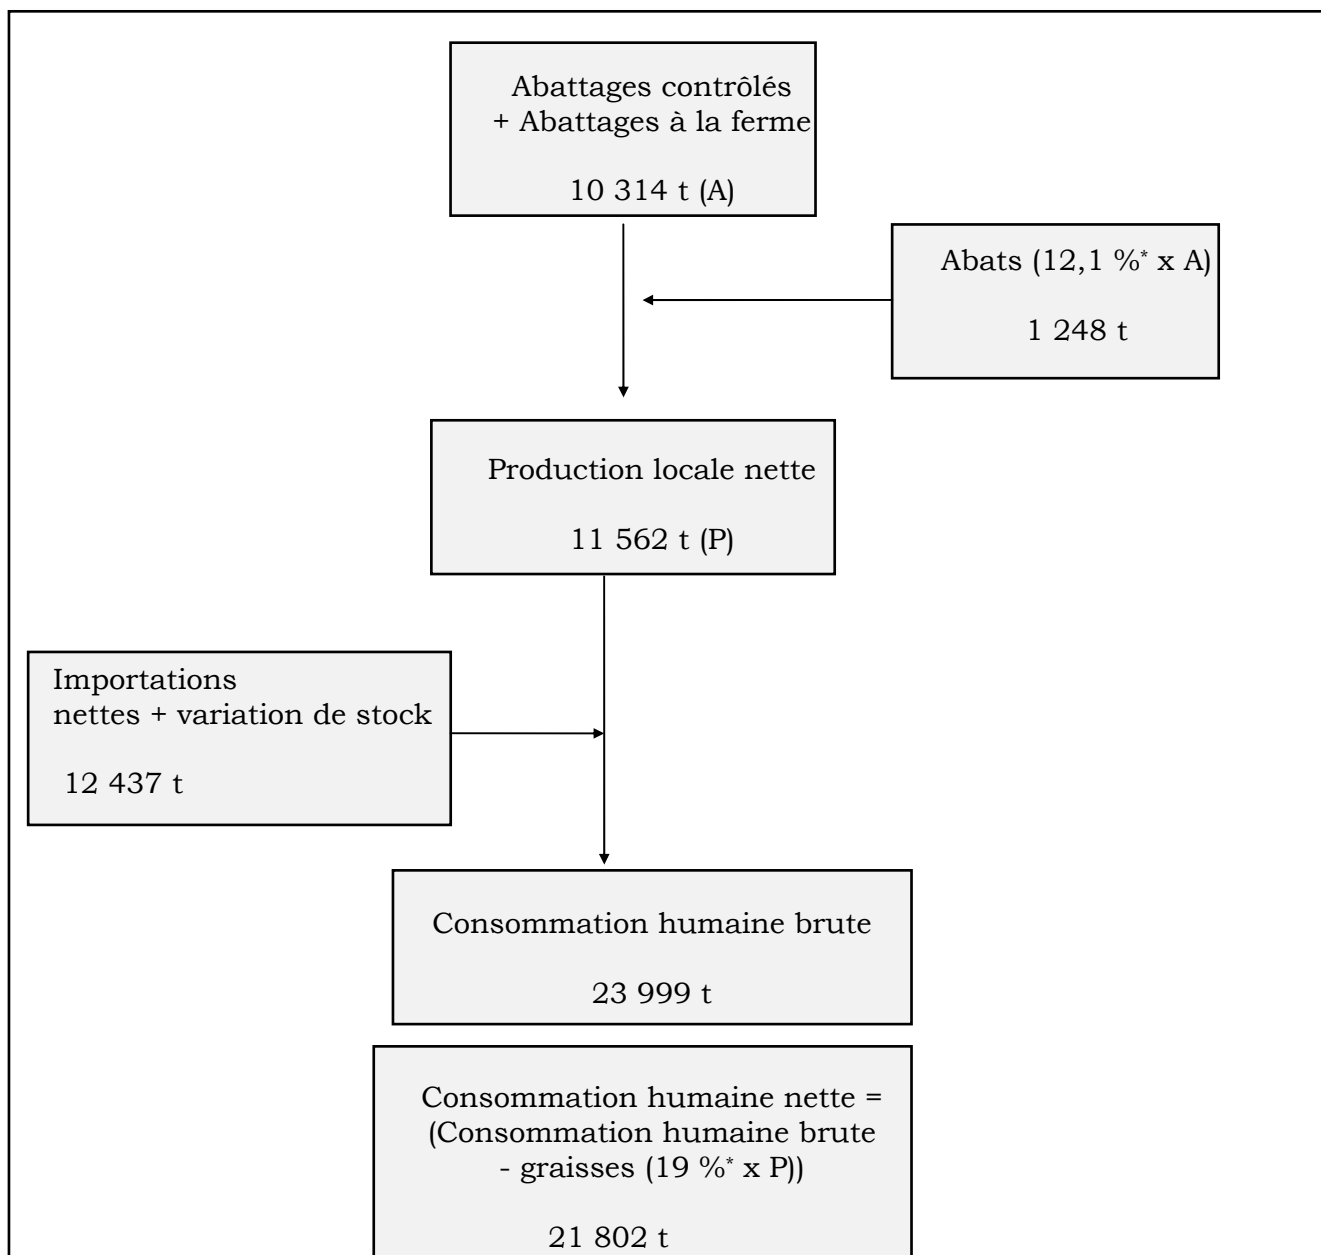 Abattages contrôlés
+ Abattages à la ferme
10 314 t (A)
Abats (12,1 %* x A)
1 248 t
Production locale nette
11 562 t (P)
Importations
nettes + variation de stock
12 437 t
Consommation humaine brute
23 999 t
Consommation humaine nette =
(Consommation humaine brute
- graisses (19 %* x P))
21 802 t